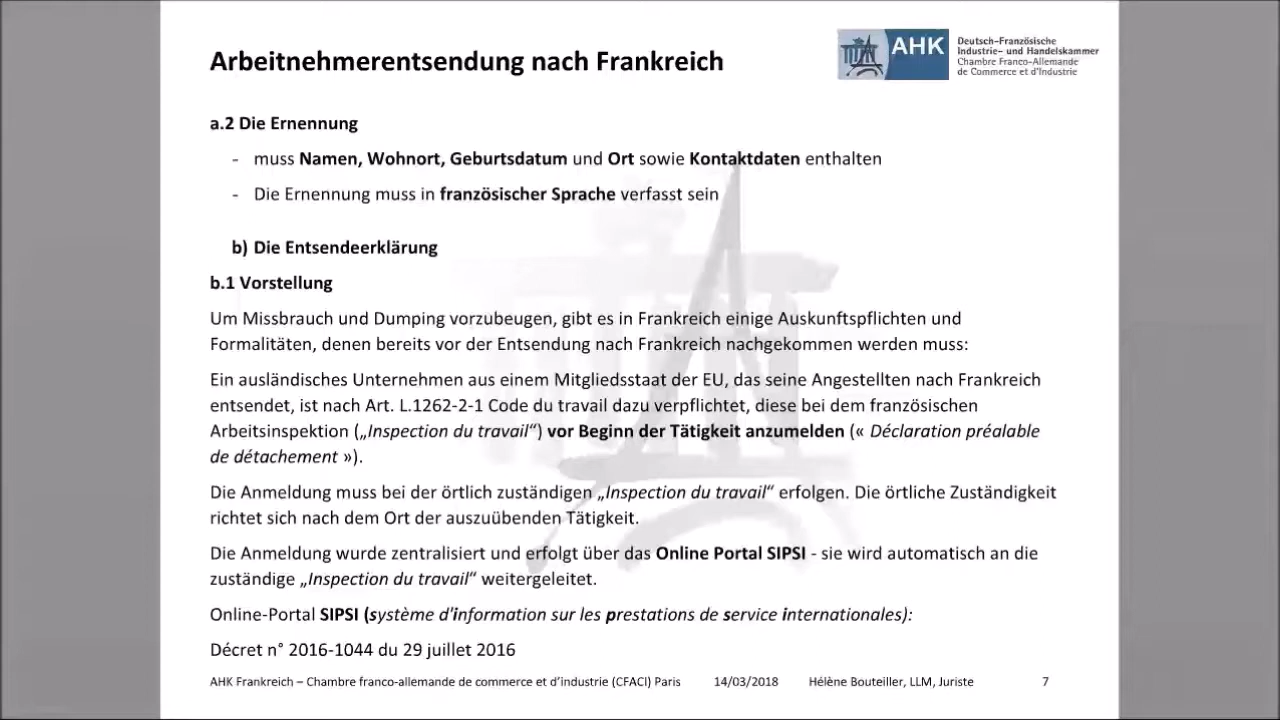 Arbeitnehmerentsendung nach Frankreich
AHK
Deutsch-Französische
Industrie- und Handelskammer
Chambre Franco-Allemande
de Commerce et d'Industrie
a.2 Die Ernennung
- muss Namen, Wohnort, Geburtsdatum und Ort sowie Kontaktdaten enthalten
- Die Ernennung muss in französischer Sprache verfasst sein
b) Die Entsendeerklärung
b.1 Vorstellung
Um Missbrauch und Dumping vorzubeugen, gibt es in Frankreich einige Auskunftspflichten und
Formalitäten, denen bereits vor der Entsendung nach Frankreich nachgekommen werden muss:
Ein ausländisches Unternehmen aus einem Mitgliedsstaat der EU, das seine Angestellten nach Frankreich
entsendet, ist nach Art. L.1262-2-1 Code du travail dazu verpflichtet, diese bei dem französischen
Arbeitsinspektion („Inspection du travail“) vor Beginn der Tätigkeit anzumelden (« Déclaration préalable
de détachement »).
Die Anmeldung muss bei der örtlich zuständigen „Inspection du travail“ erfolgen. Die örtliche Zuständigkeit
richtet sich nach dem Ort der auszuübenden Tätigkeit.
Die Anmeldung wurde zentralisiert und erfolgt über das Online Portal SIPSI - sie wird automatisch an die
zuständige „Inspection du travail“ weitergeleitet.
Online-Portal SIPSI (système d'information sur les prestations de service internationales):
Décret n° 2016-1044 du 29 juillet 2016
AHK Frankreich – Chambre franco-allemande de commerce et d’industrie (CFACI) Paris 14/03/2018 Hélène Bouteiller, LLM, Juriste 7